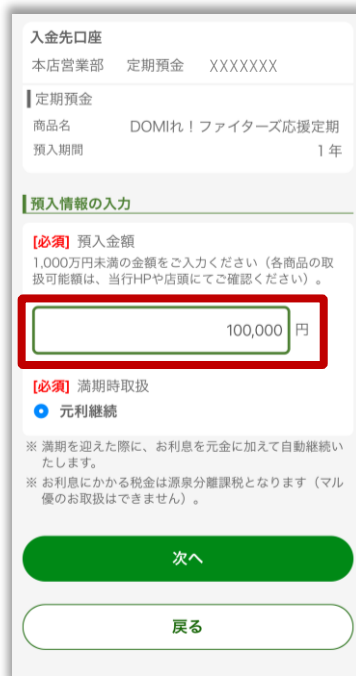 入金先口座
本店営業部 定期預金 XXXXXXX
定期預金
商品名 DOMIれ！ファイターズ応援定期
預入期間 1年
預入情報の入力
[必須] 預入金額
1,000万円未満の金額をご入力ください（各商品の取
扱可能額は、当行HPや店頭にてご確認ください）。
100,000 円
[必須] 満期時取扱
元利継続
※ 満期を迎えた際に、お利息を元金に加えて自動継続い
たします。
※ お利息にかかる税金は源泉分離課税となります（マル
優のお取扱はできません）。
次へ
戻る